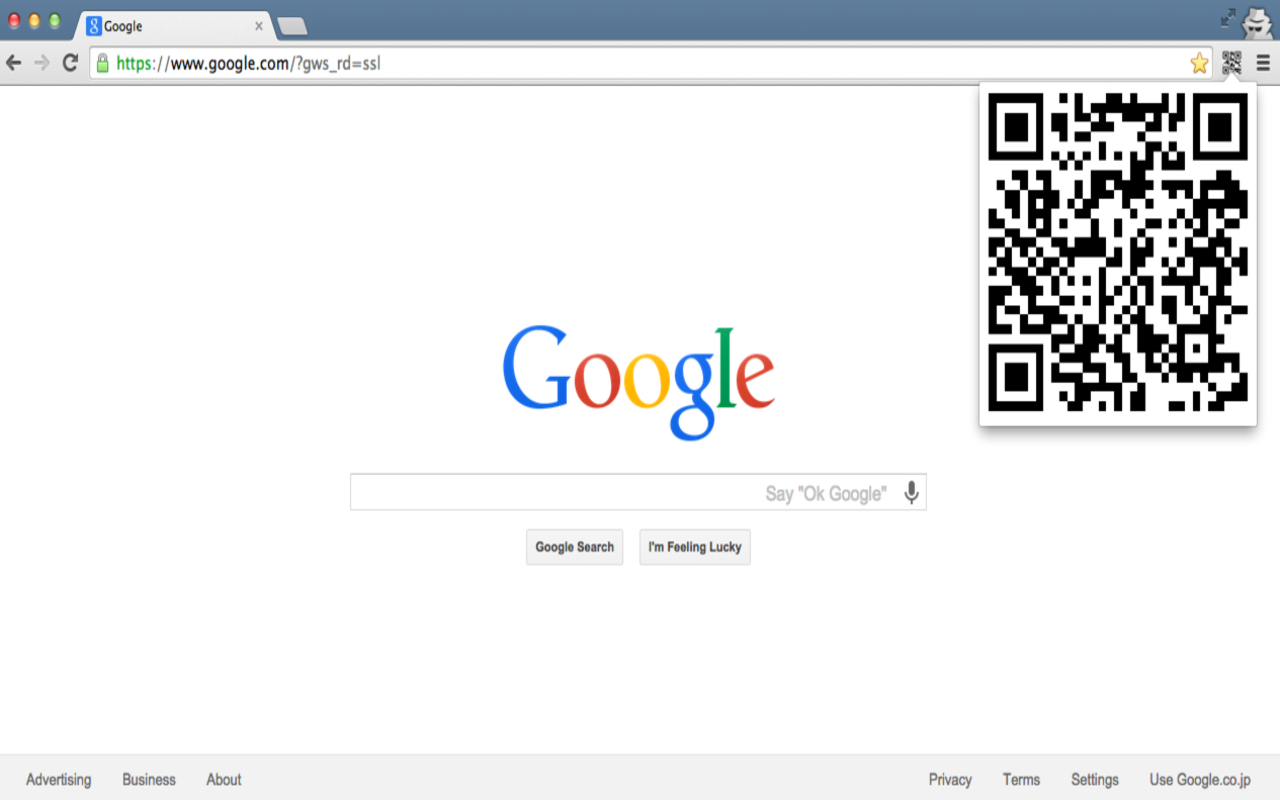 Google
https://www.google.com/?gws_rd=ssl
Google
Say "Ok Google"
Google Search I'm Feeling Lucky
Advertising Business About Privacy Terms Settings Use Google.co.jp